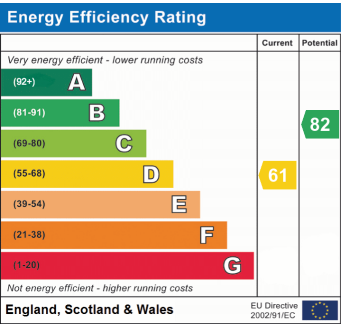 Energy Efficiency Rating
Current Potential
Very energy efficient - lower running costs
(92+) A
(81-91) B
82
(69-80) C
(55-68) D 61
(39-54) E
(21-38) F
(1-20) G
Not energy efficient - higher running costs
England, Scotland & Wales
EU Directive
2002/91/EC